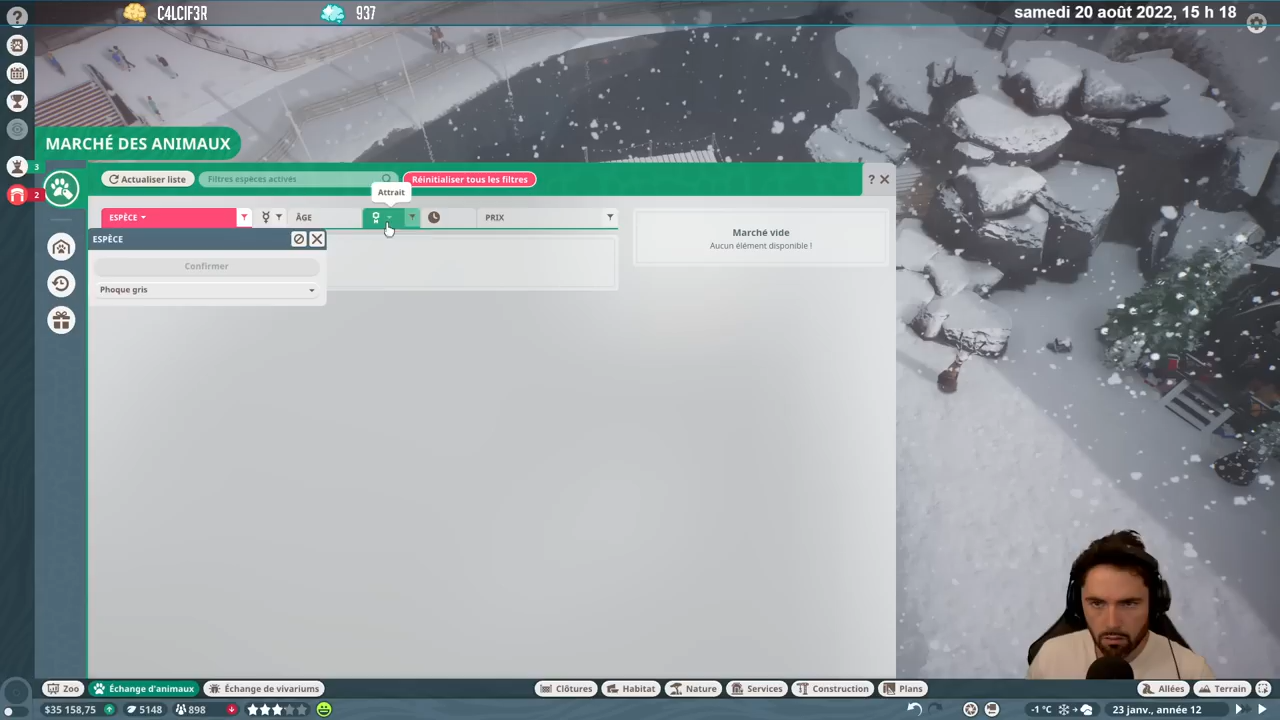 C4LCIF3R
937
samedi 20 août 2022, 15 h 18
MARCHÉ DES ANIMAUX
3
2
Actualiser liste
Filtres espèces activés
Réinitialiser tous les filtres
?
Attrait
ESPÈCE
ÂGE
PRIX
ESPÈCE
Confirmer
Phoque gris
Marché vide
Aucun élément disponible !
Zoo
Échange d'animaux
Échange de vivariums
Clôtures
Habitat
Nature
Services
Construction
Plans
Allées
Terrain
$35 158,75
5148
898
-1 °C
23 janv., année 12